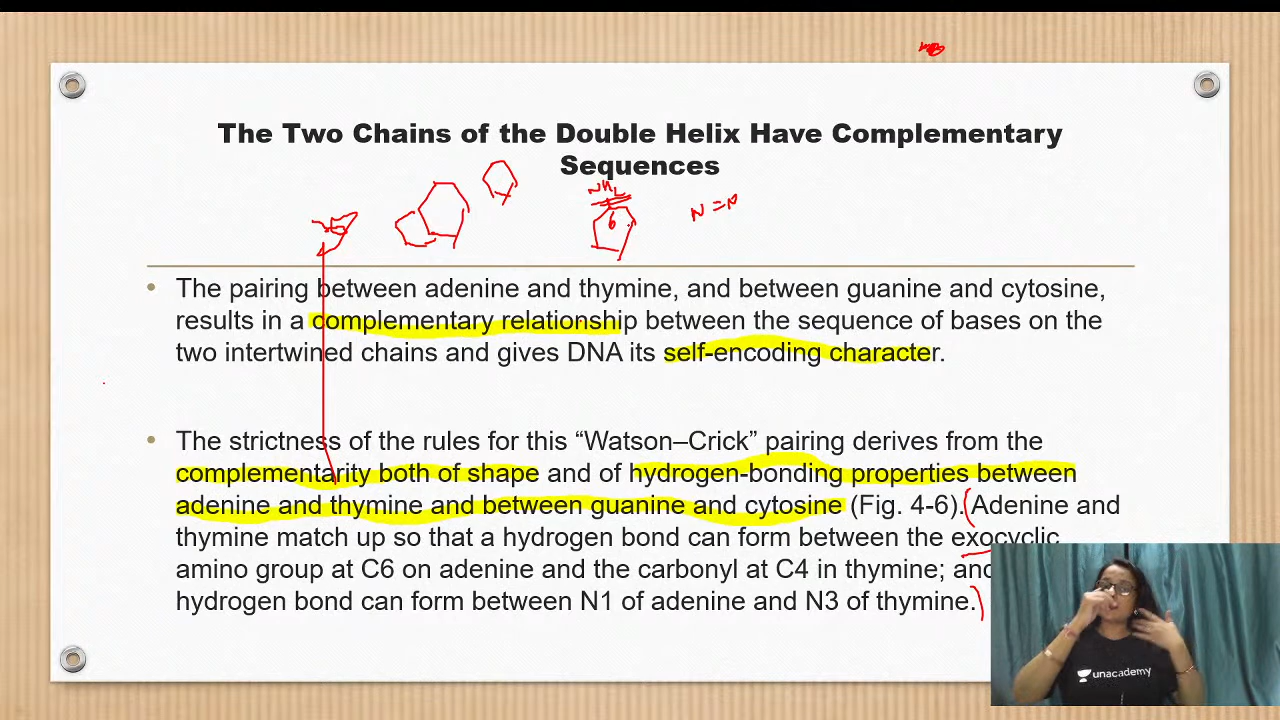 The Two Chains of the Double Helix Have Complementary
Sequences
NH2
6
N = N
• The pairing between adenine and thymine, and between guanine and cytosine,
results in a complementary relationship between the sequence of bases on the
two intertwined chains and gives DNA its self-encoding character.
• The strictness of the rules for this “Watson–Crick” pairing derives from the
complementarity both of shape and of hydrogen-bonding properties between
adenine and thymine and between guanine and cytosine (Fig. 4-6). (Adenine and
thymine match up so that a hydrogen bond can form between the exocyclic
amino group at C6 on adenine and the carbonyl at C4 in thymine; and
hydrogen bond can form between N1 of adenine and N3 of thymine.)
unacademy